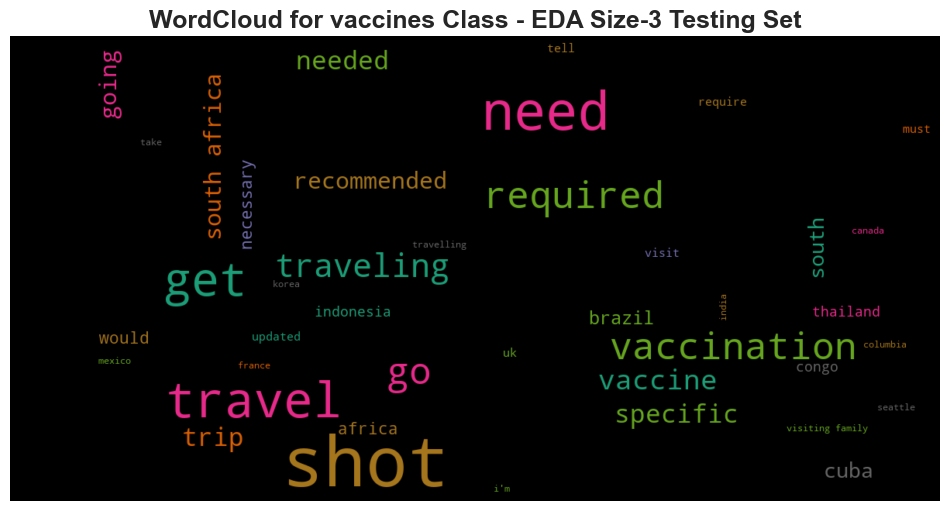 WordCloud for vaccines Class - EDA Size-3 Testing Set
tell
going
needed
need
require
south africa
must
take
necessary
recommended
required
south
canada
travelling
visit
traveling
get
korea
india
indonesia
brazil
thailand
would
updated
vaccination
columbia
uk
mexico
france
congo
go
vaccine
travel
specific
seattle
africa
visiting family
trip
shot
cuba
i'm